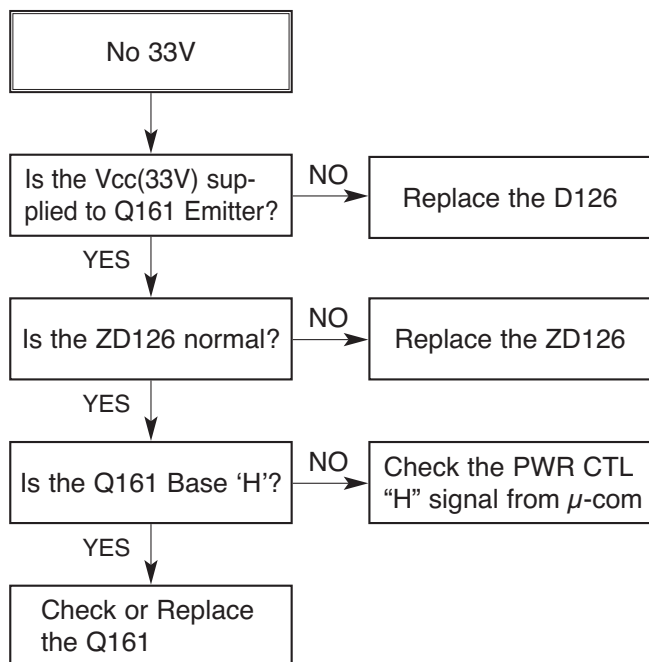 No 33V
Is the Vcc(33V) sup-
plied to Q161 Emitter?
NO
Replace the D126
YES
Is the ZD126 normal?
NO
Replace the ZD126
YES
Is the Q161 Base ‘H’?
NO
Check the PWR CTL
“H” signal from µ-com
YES
Check or Replace
the Q161